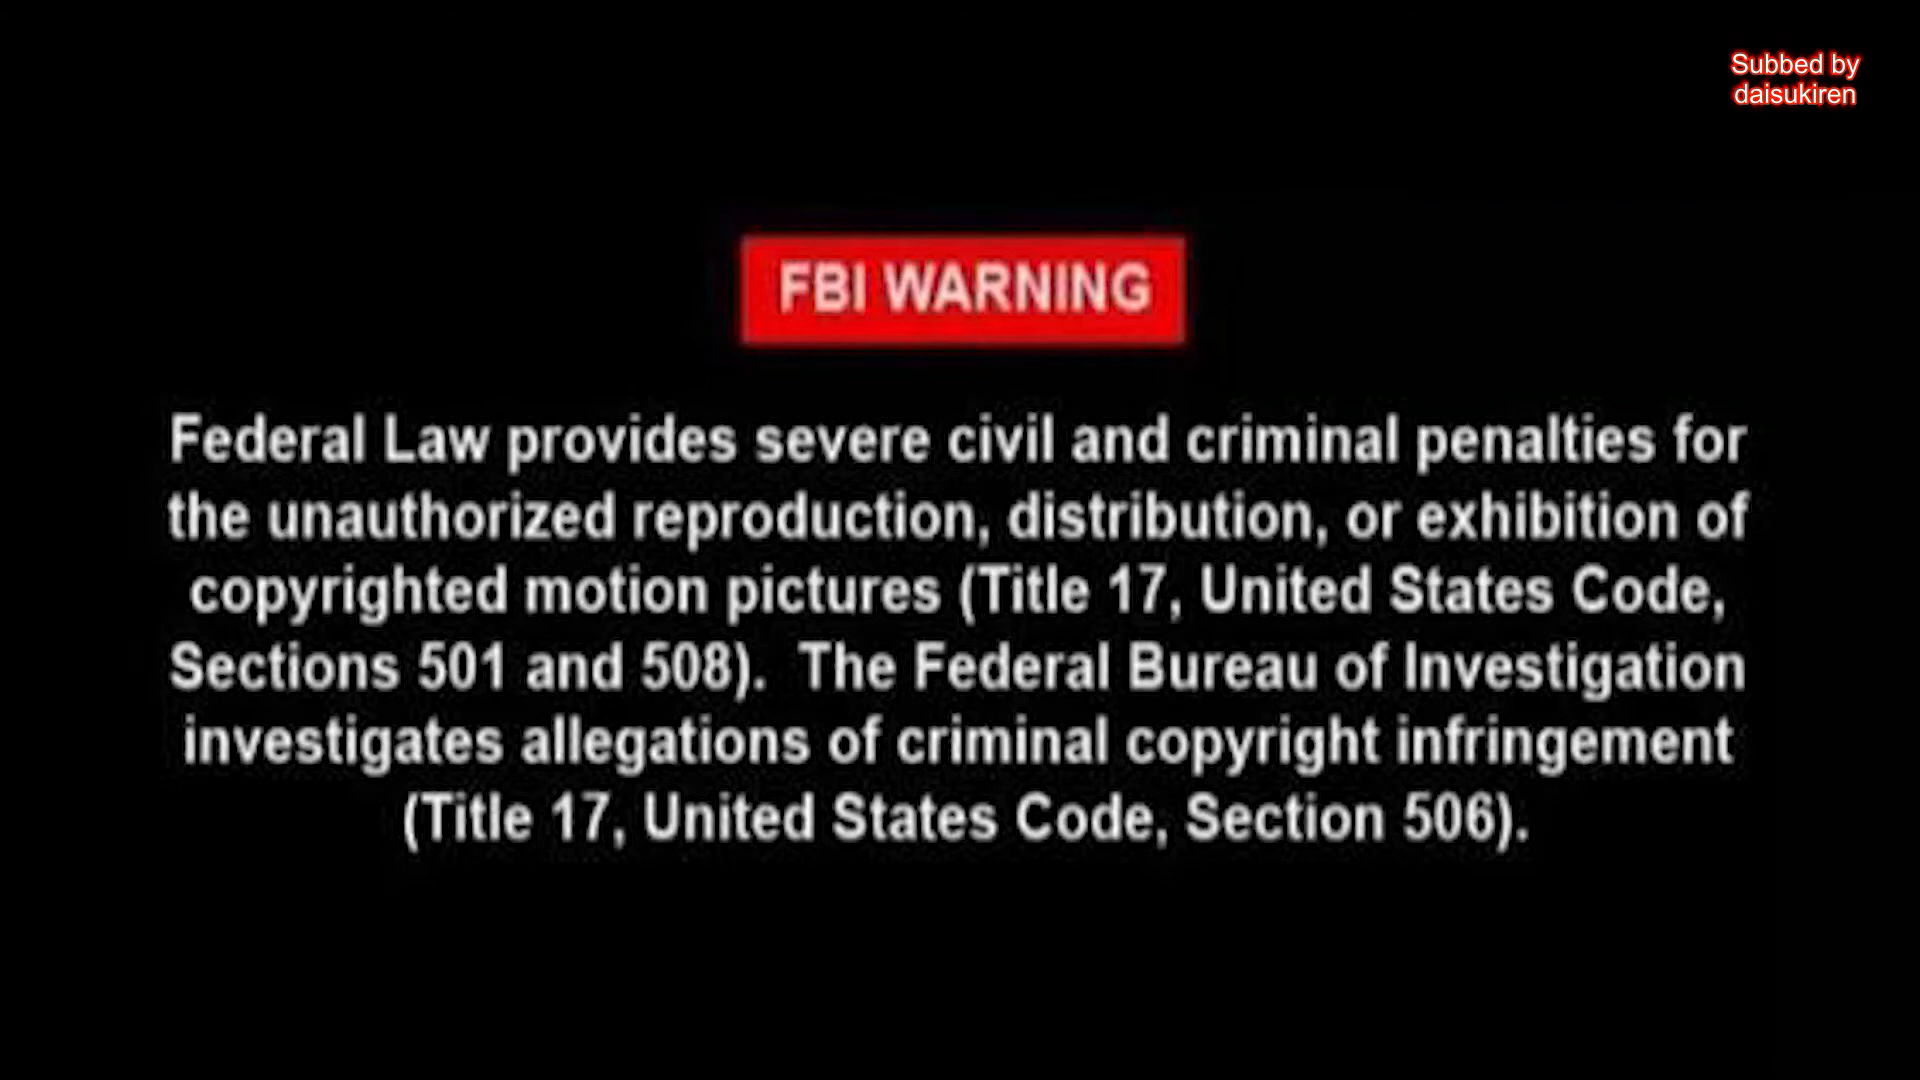 Subbed by
daisukiren
FBI WARNING
Federal Law provides severe civil and criminal penalties for
the unauthorized reproduction, distribution, or exhibition of
copyrighted motion pictures (Title 17, United States Code,
Sections 501 and 508).  The Federal Bureau of Investigation
investigates allegations of criminal copyright infringement
(Title 17, United States Code, Section 506).